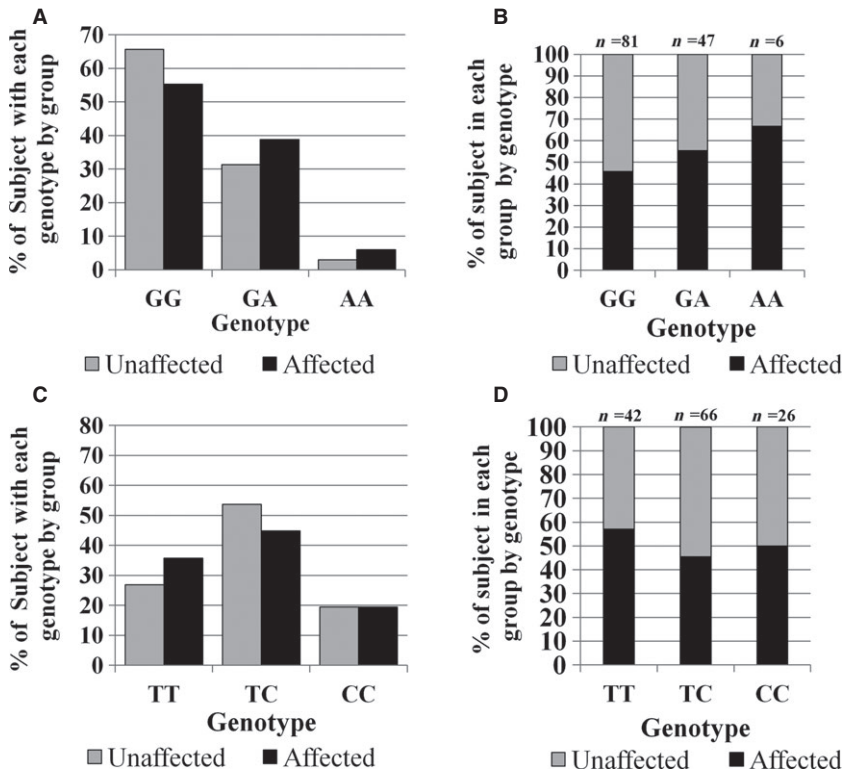 A
% of Subject with each
genotype by group
70
60
50
40
30
20
10
0
GG GA AA
Genotype
Unaffected Affected
B
n =81 n =47 n =6
% of subject in each
group by genotype
100
90
80
70
60
50
40
30
20
10
0
GG GA AA
Genotype
Unaffected Affected
C
% of Subject with each
genotype by group
80
70
60
50
40
30
20
10
0
TT TC CC
Genotype
Unaffected Affected
D
n =42 n =66 n =26
% of subject in each
group by genotype
100
90
80
70
60
50
40
30
20
10
0
TT TC CC
Genotype
Unaffected Affected